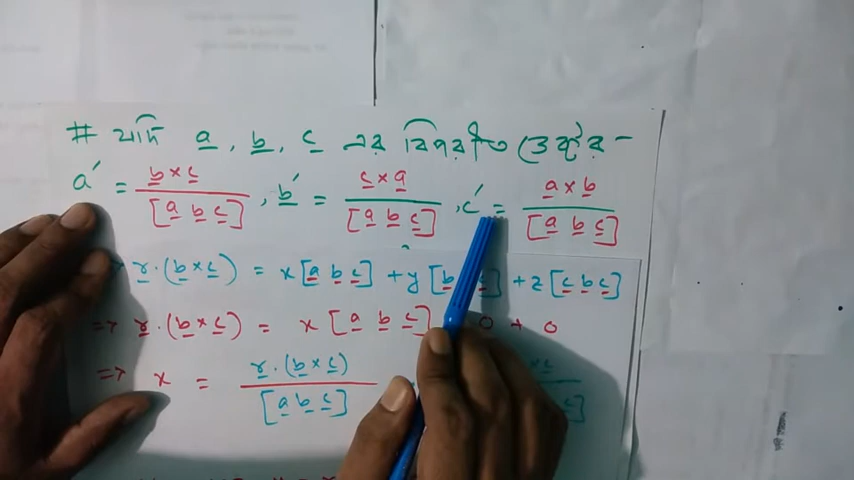 # যদি a, b, c এর বিপরীত ভেক্টর -
a' = b × c / [a b c], b' = c × a / [a b c], c' = a × b / [a b c]
r · (b × c) = x [a b c] + y [b c] + z [c b c]
=> r · (b × c) = x [a b c] 0 + 0
=> x = r · (b × c) / [a b c]